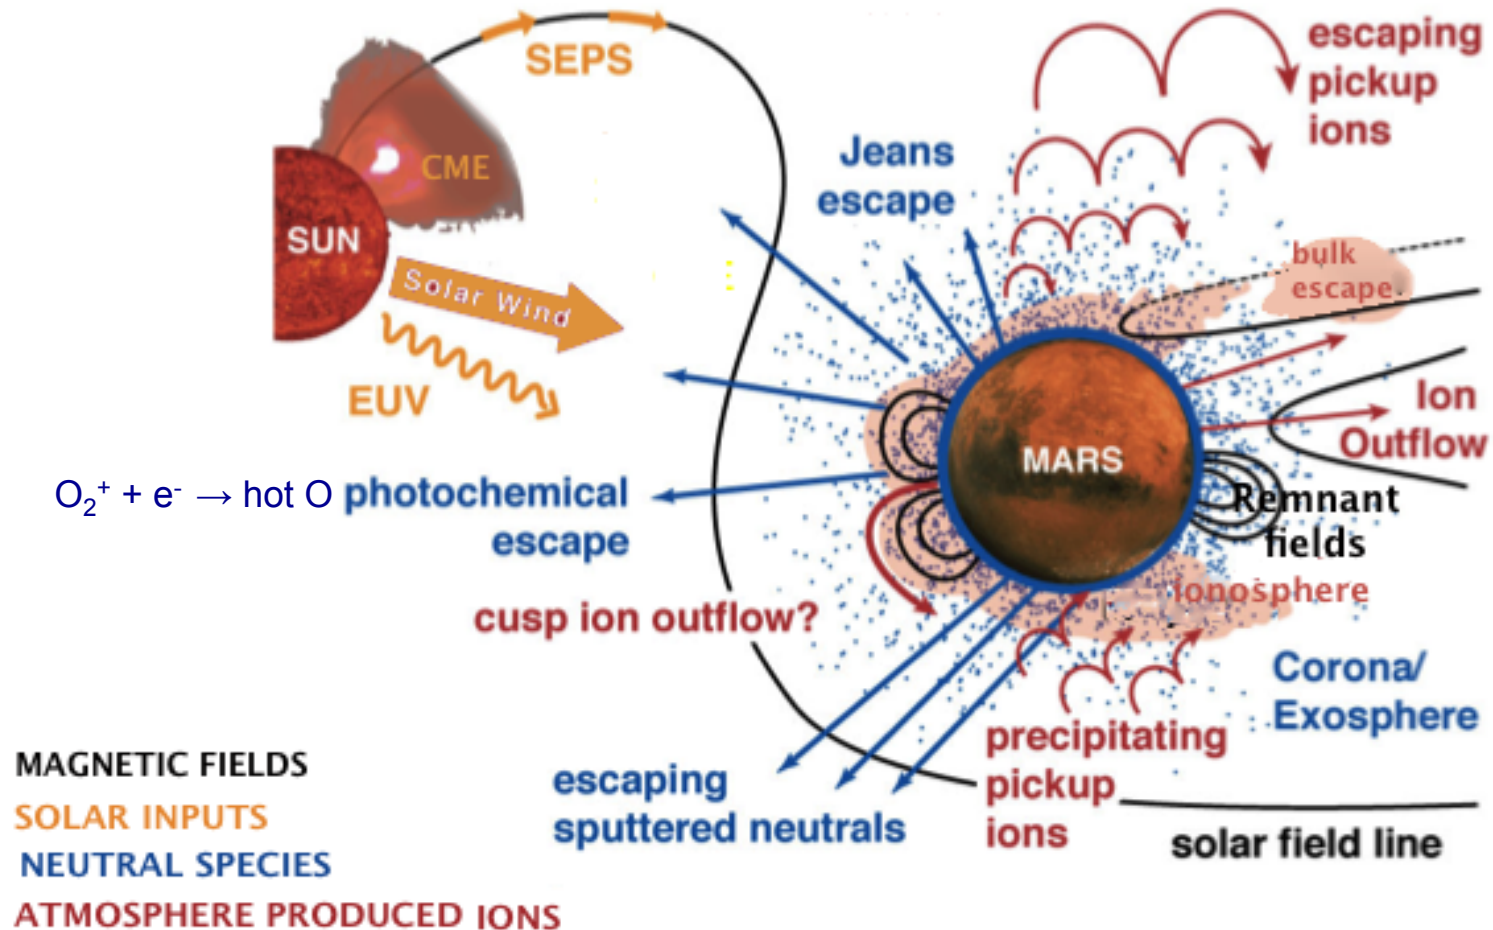 SEPS
CME
SUN
Solar Wind
EUV
Jeans
escape
escaping
pickup
ions
bulk
escape
Ion
Outflow
MARS
Remnant
fields
ionosphere
O₂⁺ + e⁻ → hot O photochemical
escape
cusp ion outflow?
Corona/
Exosphere
precipitating
pickup
ions
escaping
sputtered neutrals
solar field line
MAGNETIC FIELDS
SOLAR INPUTS
NEUTRAL SPECIES
ATMOSPHERE PRODUCED IONS